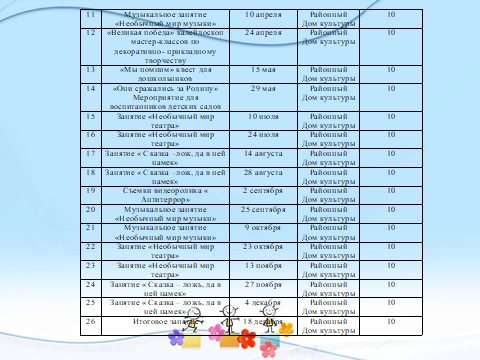 11 Музыкальное занятие 10 апреля Районный 10
«Необычный мир музыки» Дом культуры
12 «Великая победа» калейдоскоп 24 апреля Районный 10
мастер-классов по Дом культуры
декоративно- прикладному
творчеству
13 «Мы помним» квест для 15 мая Районный 10
дошкольников Дом культуры
14 «Они сражались за Родину» 29 мая Районный 10
Мероприятие для Дом культуры
воспитанников детских садов
15 Занятие «Необычный мир 10 июля Районный 10
театра» Дом культуры
16 Занятие «Необычный мир 24 июля Районный 10
театра» Дом культуры
17 Занятие « Сказка –лож, да в ней 14 августа Районный 10
намек» Дом культуры
18 Занятие « Сказка –лож, да в ней 28 августа Районный 10
намек» Дом культуры
19 Съемки видеоролика « 2 сентября Районный 10
Антитеррор» Дом культуры
20 Музыкальное занятие 25 сентября Районный 10
«Необычный мир музыки» Дом культуры
21 Музыкальное занятие 9 октября Районный 10
«Необычный мир музыки» Дом культуры
22 Занятие «Необычный мир 23 октября Районный 10
театра» Дом культуры
23 Занятие «Необычный мир 13 ноября Районный 10
театра» Дом культуры
24 Занятие « Сказка – ложь, да в 27 ноября Районный 10
ней намек» Дом культуры
25 Занятие « Сказка – ложь, да в 4 декабря Районный 10
ней намек» Дом культуры
26 Итоговое занятие 18 декабря Районный 10
Дом культуры